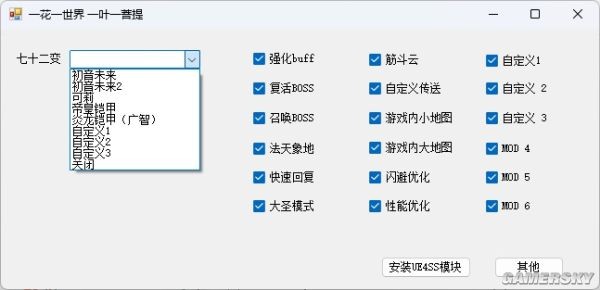 一花一世界 一叶一菩提
七十二变
初音未来
初音未来2
可莉
帝皇铠甲
炎龙铠甲（广智）
自定义1
自定义2
自定义3
关闭
强化buff
筋斗云
自定义1
复活BOSS
自定义传送
自定义 2
召唤BOSS
游戏内小地图
自定义 3
法天象地
游戏内大地图
MOD 4
快速回复
闪避优化
MOD 5
大圣模式
性能优化
MOD 6
安装UE4SS模块
其他
GAMERSKY